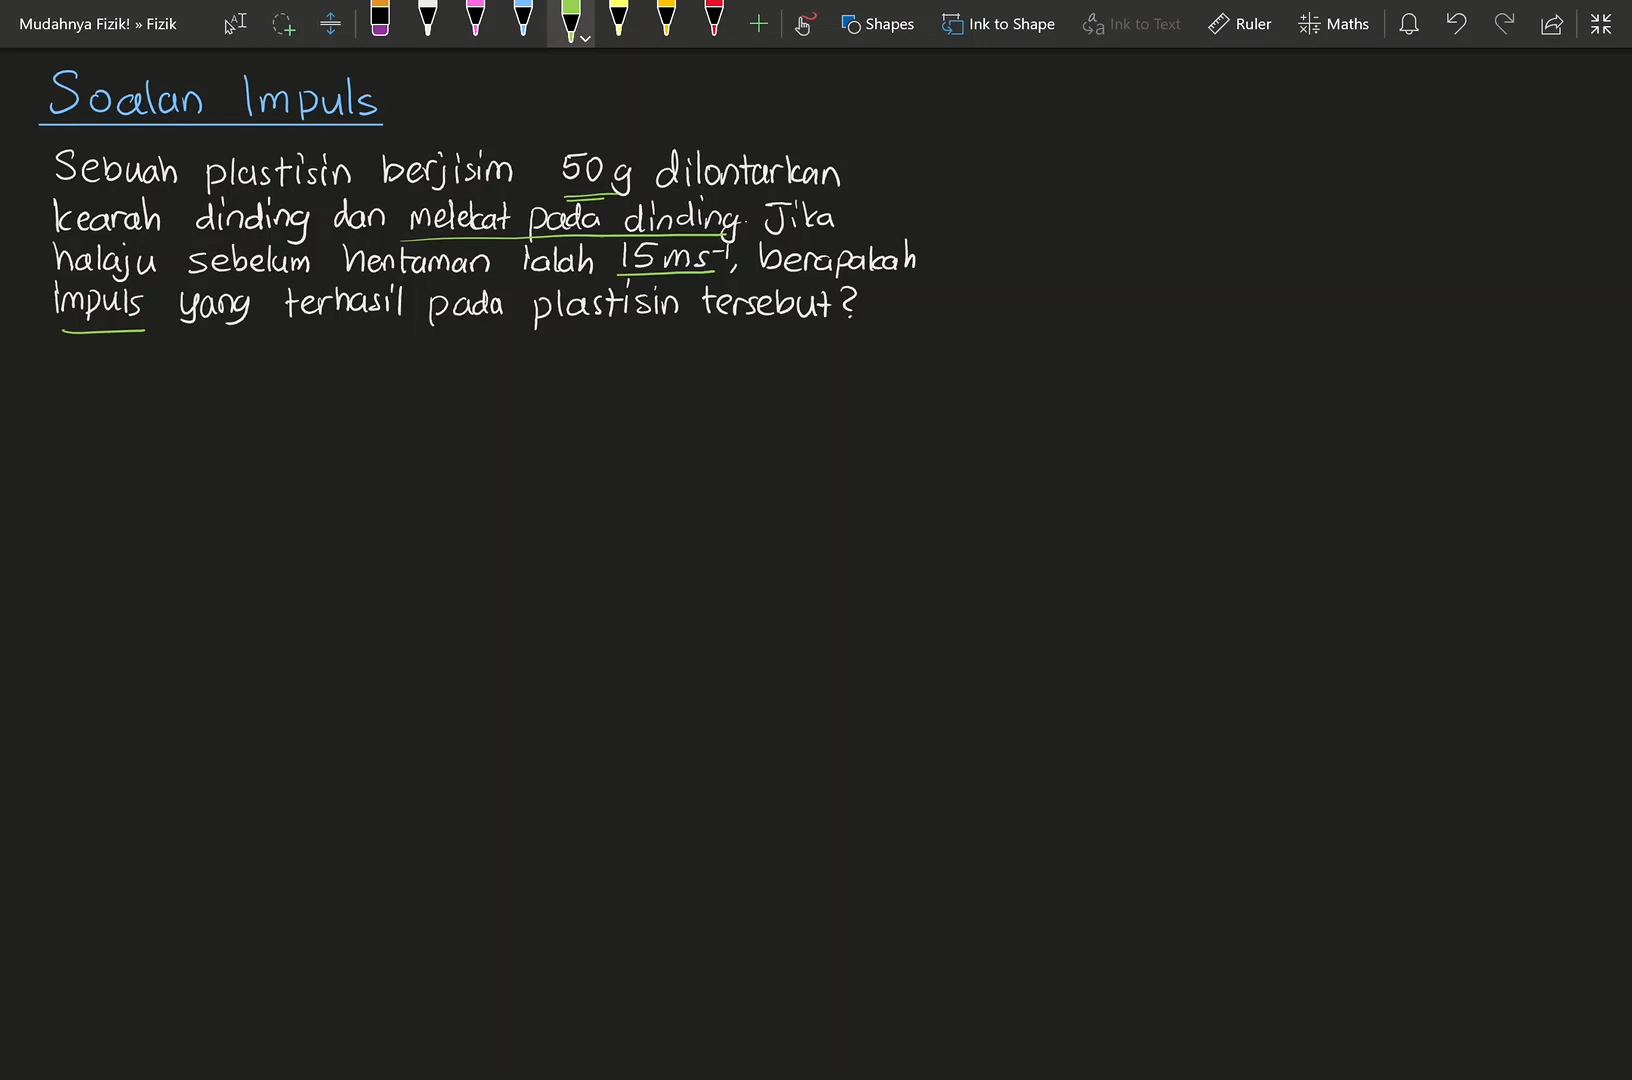 Mudahnya Fizik! » Fizik
Shapes
Ink to Shape
Ink to Text
Ruler
Maths
Soalan Impuls
Sebuah plastisin berjisim 50g dilontarkan
kearah dinding dan melekat pada dinding. Jika
halaju sebelum hentaman ialah 15 ms⁻¹, berapakah
Impuls yang terhasil pada plastisin tersebut?